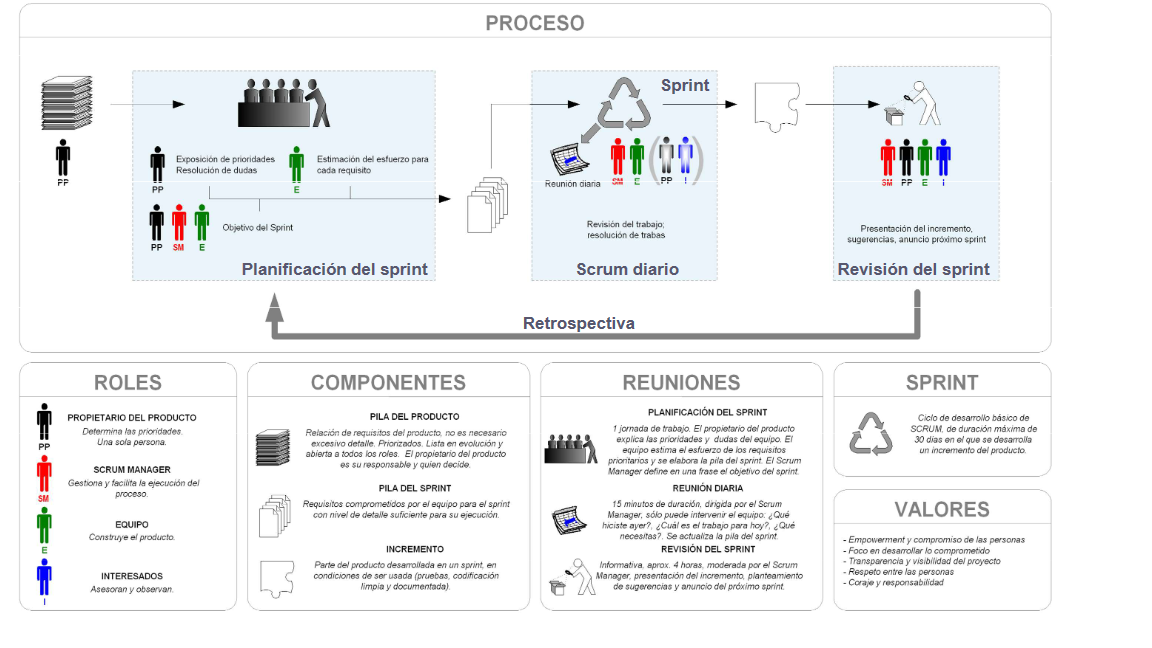 PROCESO
Sprint
PP
Exposición de prioridades
Resolución de dudas
PP
Estimación del esfuerzo para
cada requisito
E
PP SM E
Objetivo del Sprint
Planificación del sprint
Reunión diaria
SM E ( PP I )
Revisión del trabajo;
resolución de trabas
Scrum diario
SM PP E I
Presentación del incremento,
sugerencias, anuncio próximo sprint
Revisión del sprint
Retrospectiva
ROLES
PROPIETARIO DEL PRODUCTO
Determina las prioridades.
Una sola persona.
PP
SCRUM MANAGER
Gestiona y facilita la ejecución del
proceso.
SM
EQUIPO
Construye el producto.
E
INTERESADOS
Asesoran y observan.
I
COMPONENTES
PILA DEL PRODUCTO
Relación de requisitos del producto, no es necesario
excesivo detalle. Priorizados. Lista en evolución y
abierta a todos los roles. El propietario del producto
es su responsable y quien decide.
PILA DEL SPRINT
Requisitos comprometidos por el equipo para el sprint
con nivel de detalle suficiente para su ejecución.
INCREMENTO
Parte del producto desarrollada en un sprint, en
condiciones de ser usada (pruebas, codificación
limpia y documentada).
REUNIONES
PLANIFICACIÓN DEL SPRINT
1 jornada de trabajo. El propietario del producto
explica las prioridades y dudas del equipo. El
equipo estima el esfuerzo de los requisitos
prioritarios y se elabora la pila del sprint. El Scrum
Manager define en una frase el objetivo del sprint.
REUNIÓN DIARIA
15 minutos de duración, dirigida por el Scrum
Manager, sólo puede intervenir el equipo: ¿Qué
hiciste ayer?, ¿Cuál es el trabajo para hoy?, ¿Qué
necesitas?. Se actualiza la pila del sprint.
REVISIÓN DEL SPRINT
Informativa, aprox. 4 horas, moderada por el Scrum
Manager, presentación del incremento, planteamiento
de sugerencias y anuncio del próximo sprint.
SPRINT
Ciclo de desarrollo básico de
SCRUM, de duración máxima de
30 días en el que se desarrolla
un incremento del producto.
VALORES
- Empowerment y compromiso de las personas
- Foco en desarrollar lo comprometido
- Transparencia y visibilidad del proyecto
- Respeto entre las personas
- Coraje y responsabilidad